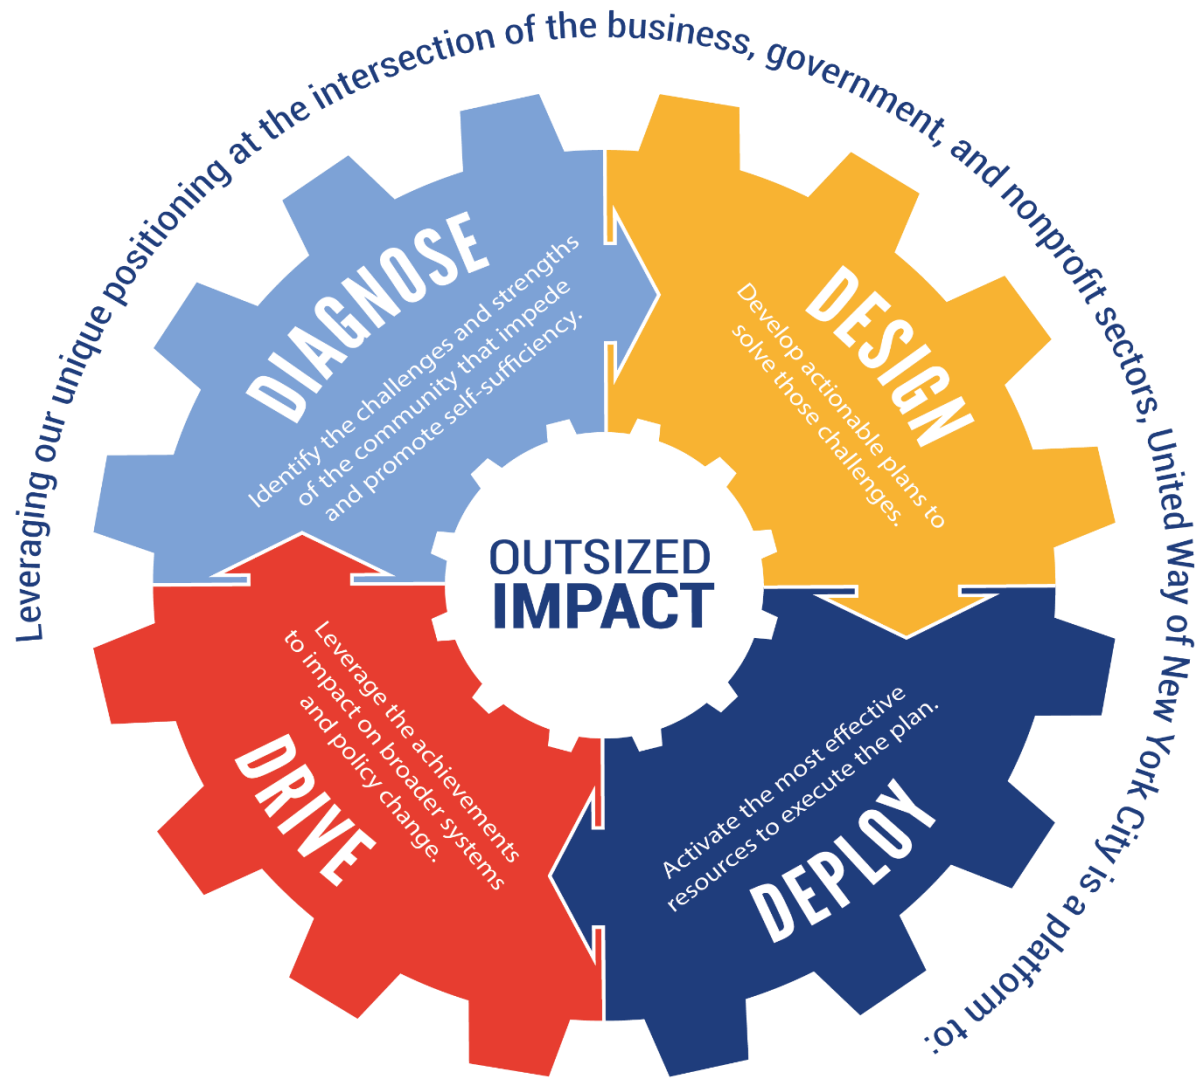 Leveraging our unique positioning at the intersection of the business, government, and nonprofit sectors, United Way of New York City is a platform to:
DIAGNOSE
Identify the challenges and strengths
of the community that impede
and promote self-sufficiency.
DESIGN
Develop actionable plans to
solve those challenges.
DEPLOY
Activate the most effective
resources to execute the plan.
DRIVE
Leverage the achievements
to impact on broader systems
and policy change.
OUTSIZED
IMPACT